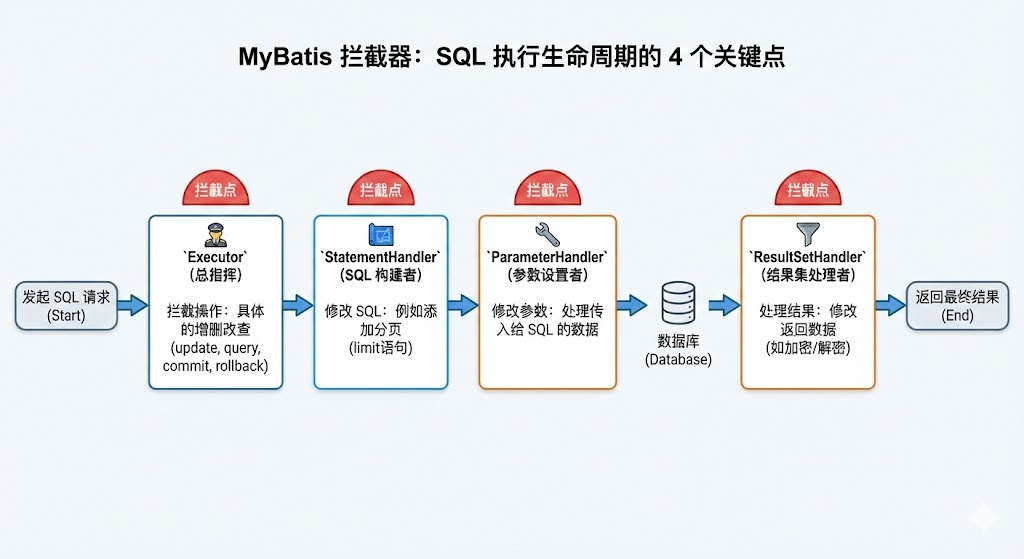 MyBatis 拦截器：SQL 执行生命周期的 4 个关键点
发起 SQL 请求
(Start)
拦截点
`Executor`
(总指挥)
拦截操作：具体
的增删改查
(update, query,
commit, rollback)
拦截点
`StatementHandler`
(SQL 构建者)
修改 SQL：例如添
加分页
(limit语句)
拦截点
`ParameterHandler`
(参数设置者)
修改参数：处理传
入给 SQL 的数据
数据库
(Database)
拦截点
`ResultSetHandler`
(结果集处理者)
处理结果：修改
返回数据
(如加密/解密)
返回最终结果
(End)